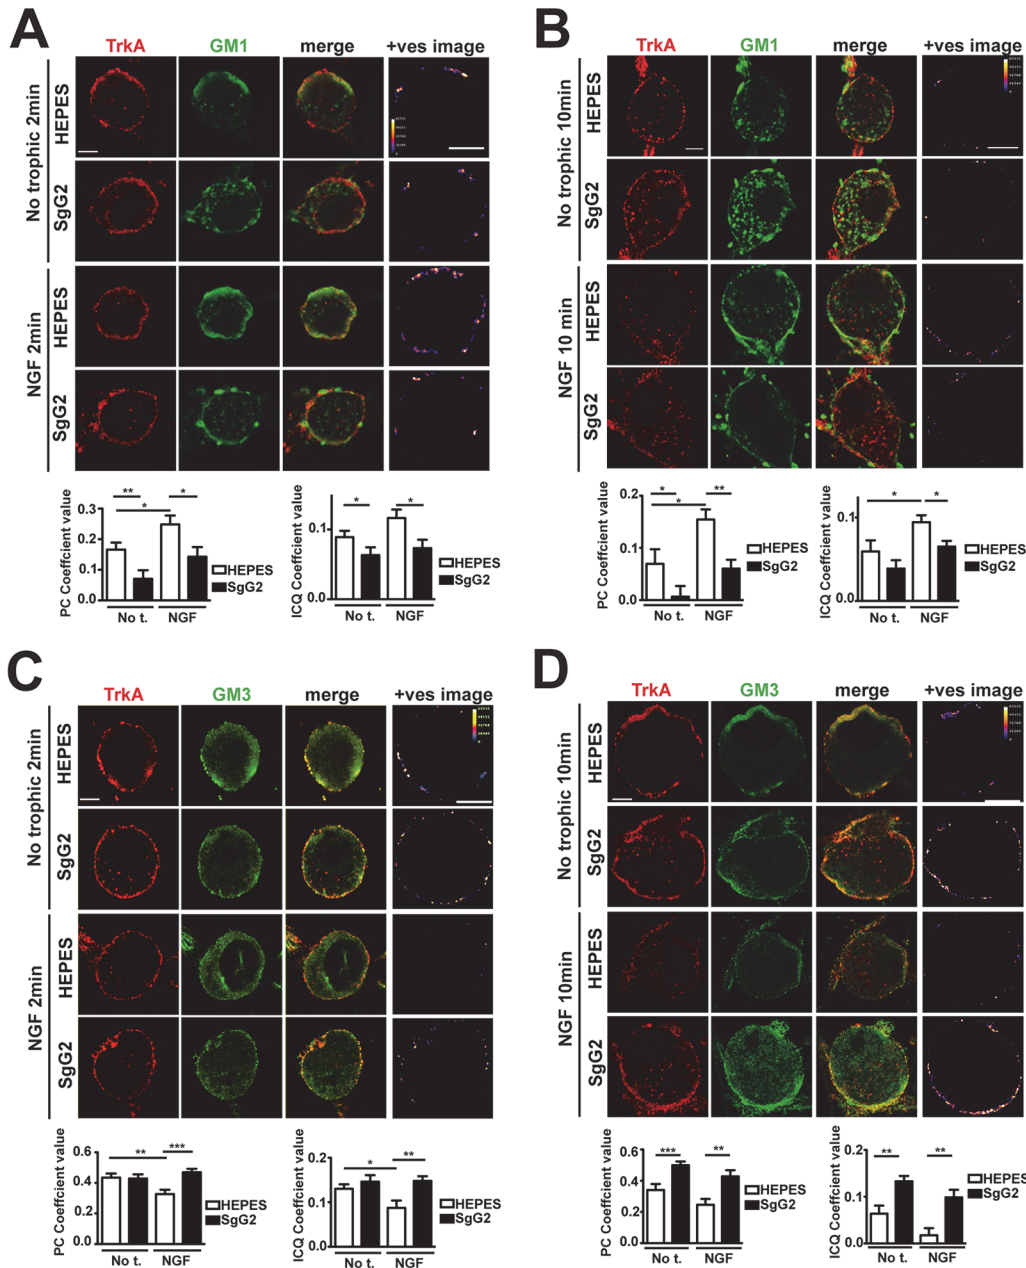 A
TrkA GM1 merge +ves image
No trophic 2min
HEPES
SgG2
NGF 2min
HEPES
SgG2
PC Coeffcient value
0.3
0.2
0.1
0.0
** * *
No t. NGF
HEPES
SgG2
ICQ Coeffcient value
0.1
0.0
* *
No t. NGF
HEPES
SgG2
B
TrkA GM1 merge +ves image
No trophic 10min
HEPES
SgG2
NGF 10 min
HEPES
SgG2
PC Coeffcient value
0.2
0.1
0.0
* * **
No t. NGF
HEPES
SgG2
ICQ Coeffcient value
0.1
0.0
* *
No t. NGF
HEPES
SgG2
C
TrkA GM3 merge +ves image
No trophic 2min
HEPES
SgG2
NGF 2min
HEPES
SgG2
PC Coeffcient value
0.6
0.4
0.2
0.0
** ***
No t. NGF
HEPES
SgG2
ICQ Coeffcient value
0.2
0.1
0.0
* **
No t. NGF
HEPES
SgG2
D
TrkA GM3 merge +ves image
No trophic 10min
HEPES
SgG2
NGF 10min
HEPES
SgG2
PC Coeffcient value
0.6
0.4
0.2
0.0
*** **
No t. NGF
HEPES
SgG2
ICQ Coeffcient value
0.2
0.1
0.0
** **
No t. NGF
HEPES
SgG2